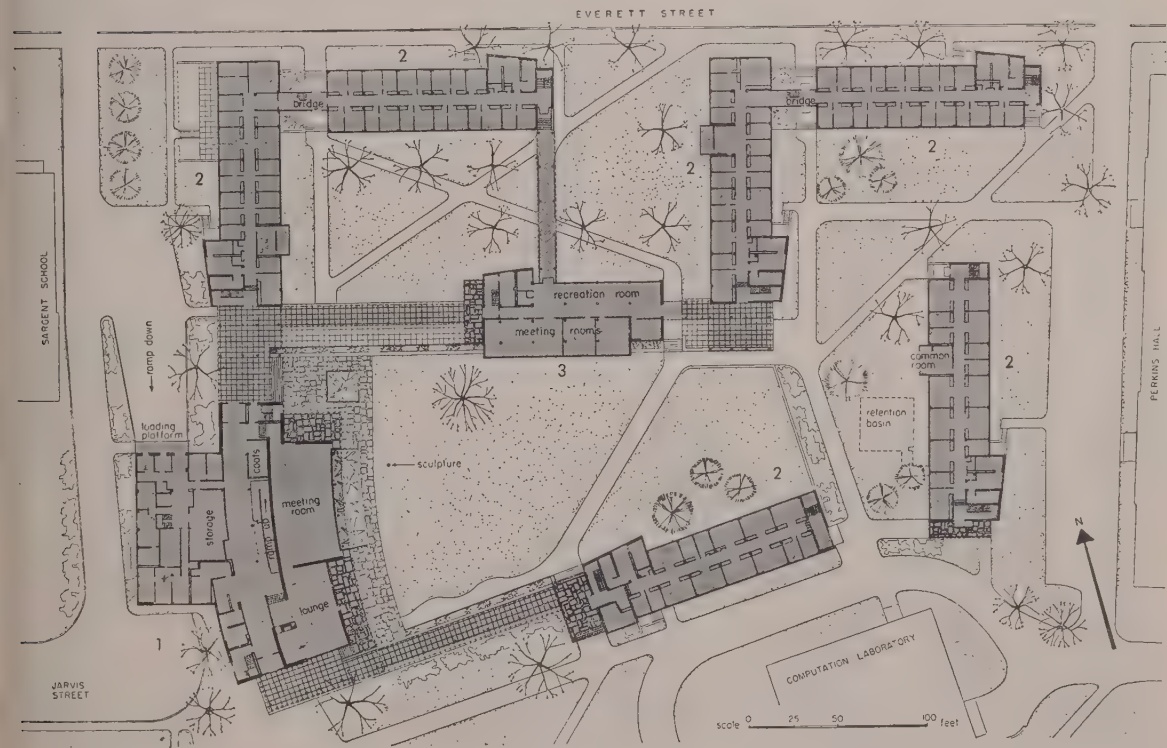 EVERETT STREET
2
bridge
bridge
2
2
2
2
SARGENT SCHOOL
ramp down
recreation room
meeting rooms
3
common room
2
PERKINS HALL
retention
basin
loading
platform
coats
sculpture
meeting
room
2
storage
ramp up
lounge
N
1
COMPUTATION LABORATORY
JARVIS
STREET
scale 0 25 50 100 feet